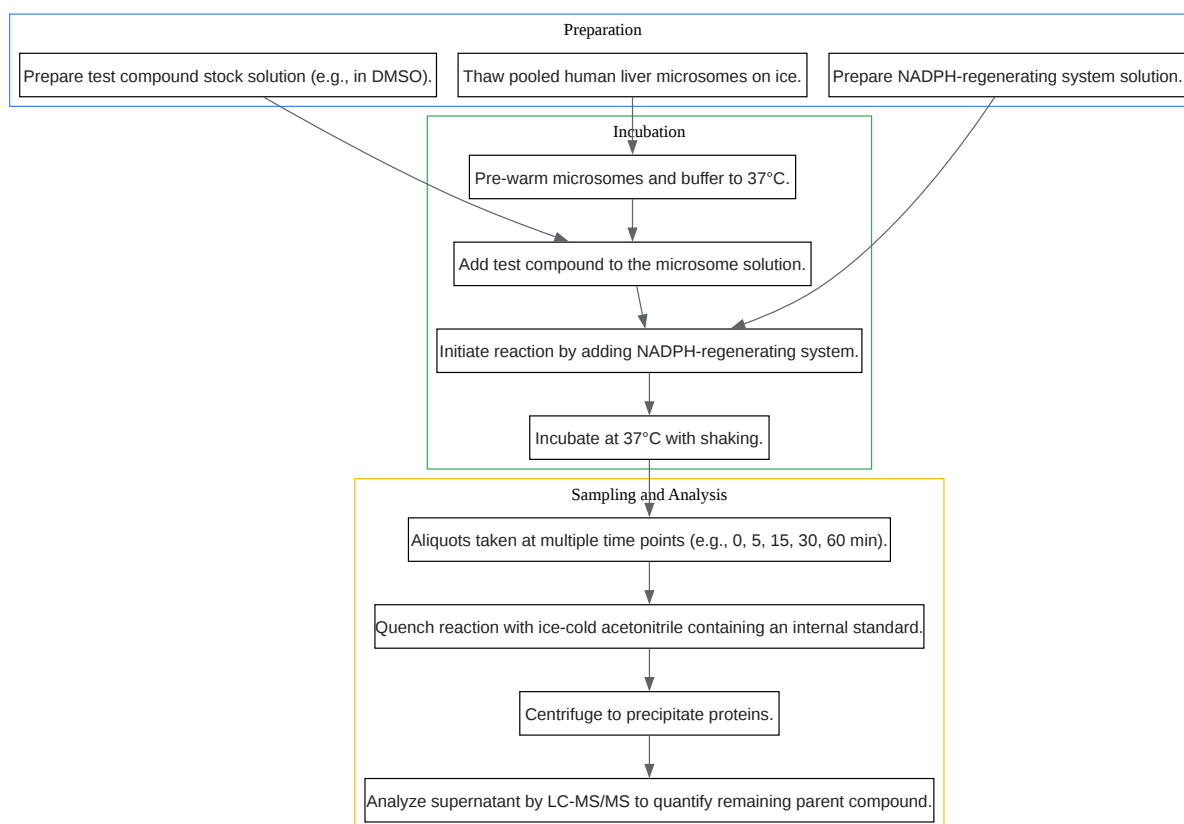 Preparation
Prepare test compound stock solution (e.g., in DMSO).
Thaw pooled human liver microsomes on ice.
Prepare NADPH-regenerating system solution.
Incubation
Pre-warm microsomes and buffer to 37°C.
Add test compound to the microsome solution.
Initiate reaction by adding NADPH-regenerating system.
Incubate at 37°C with shaking.
Sampling and Analysis
Aliquots taken at multiple time points (e.g., 0, 5, 15, 30, 60 min).
Quench reaction with ice-cold acetonitrile containing an internal standard.
Centrifuge to precipitate proteins.
Analyze supernatant by LC-MS/MS to quantify remaining parent compound.